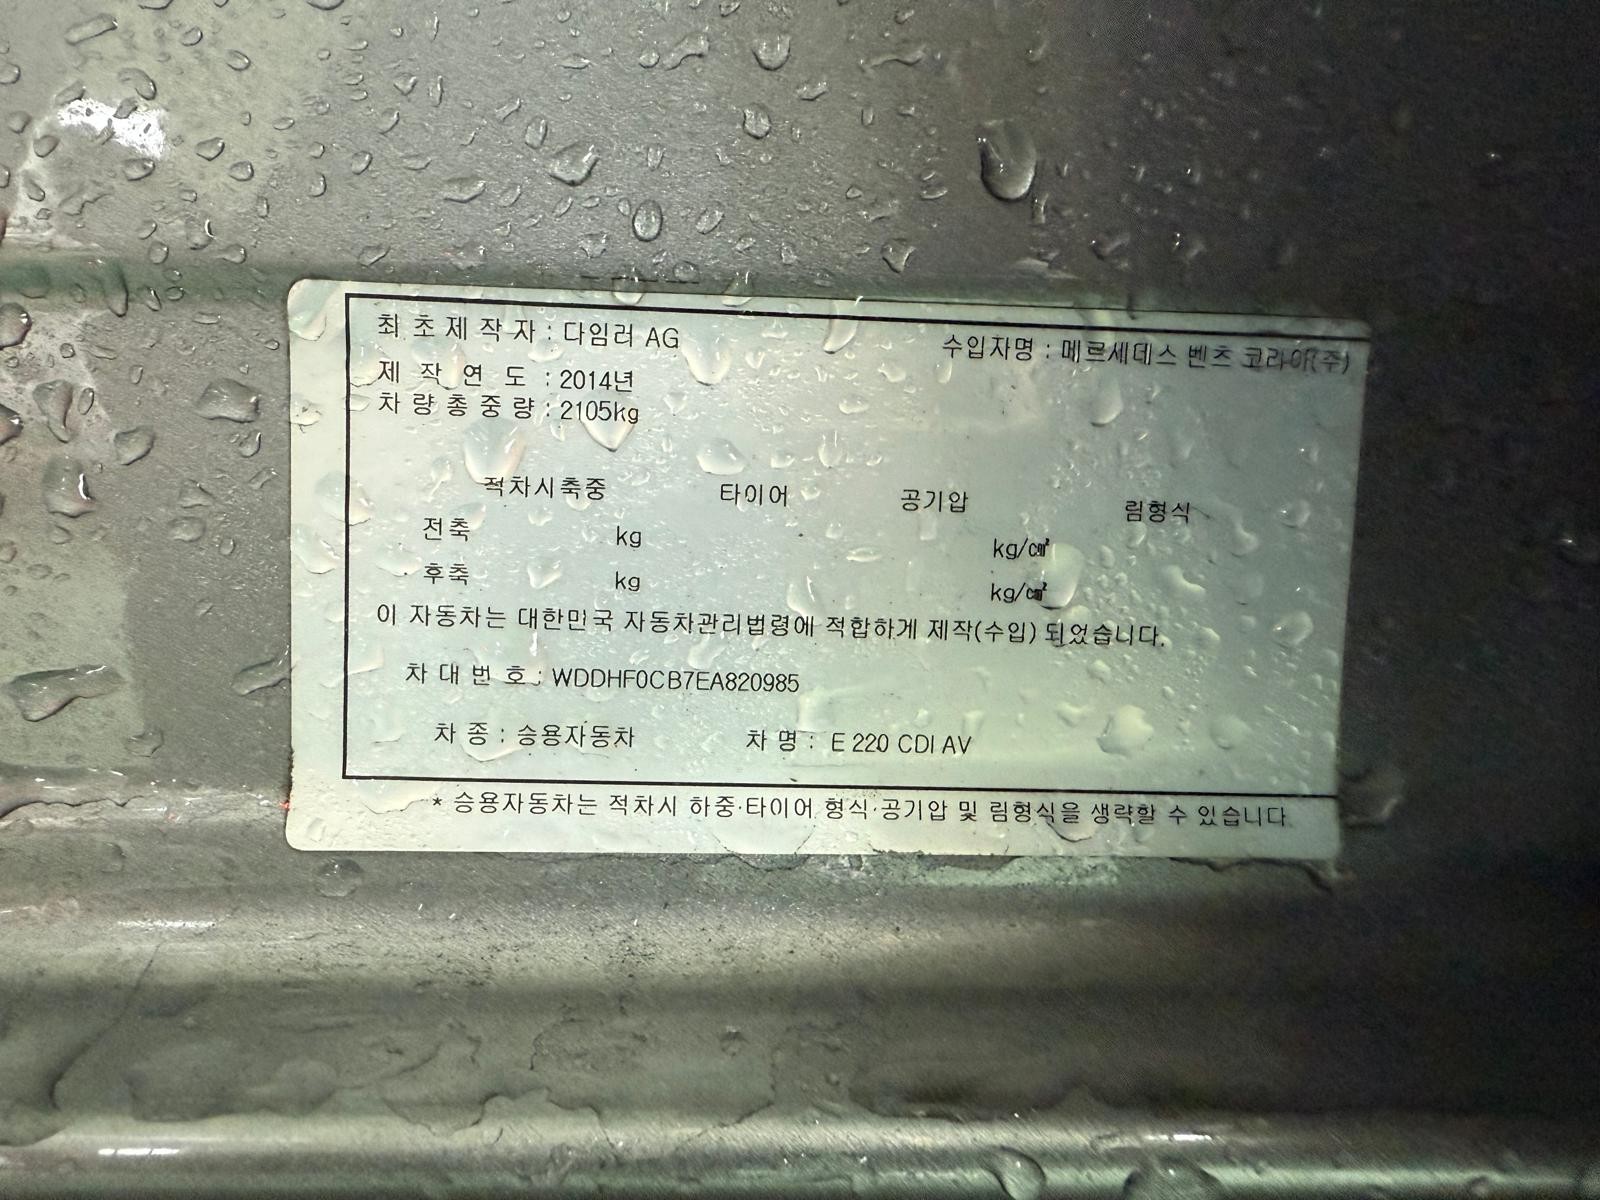 최초제작자 : 다임러 AG
수입자명 : 메르세데스 벤츠 코리아(주)
제작연도 : 2014년
차량총중량 : 2105kg
적차시축중 타이어 공기압 림형식
전축 kg kg/㎠
후축 kg kg/㎠
이 자동차는 대한민국 자동차관리법령에 적합하게 제작(수입) 되었습니다.
차대번호 : WDDHF0CB7EA820985
차종 : 승용자동차 차명 : E 220 CDI AV
* 승용자동차는 적차시 하중·타이어 형식·공기압 및 림형식을 생략할 수 있습니다.